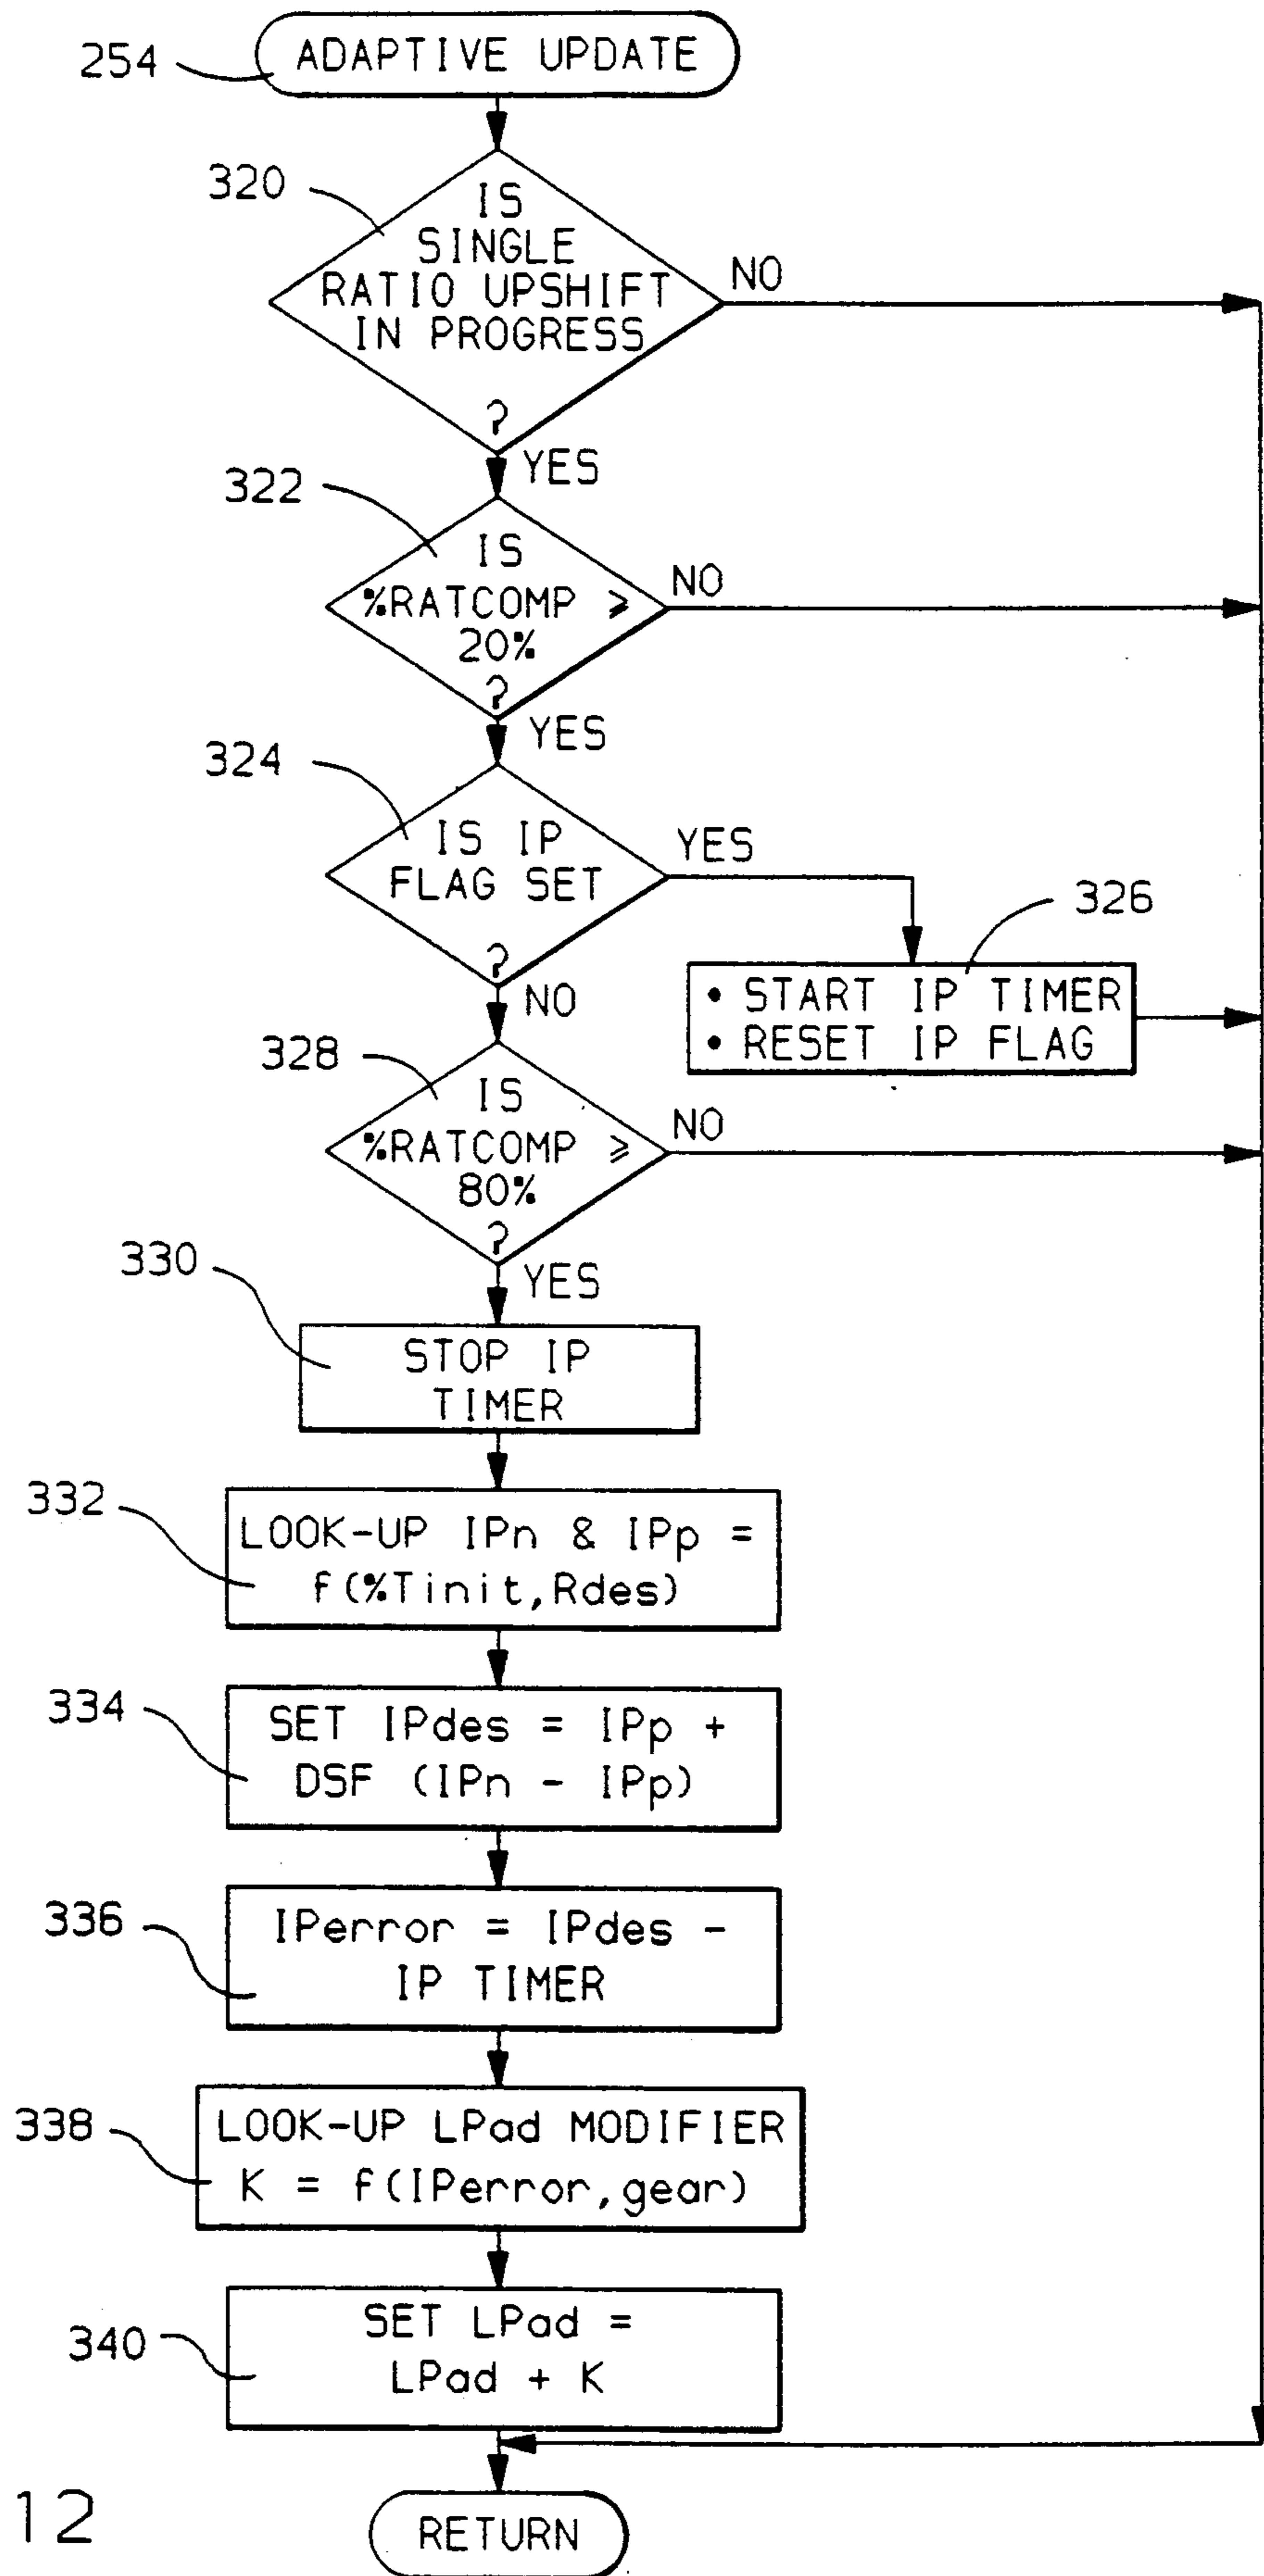 254
ADAPTIVE UPDATE
320
IS
SINGLE
RATIO UPSHIFT
IN PROGRESS
?
NO
YES
322
IS
%RATCOMP ≥
20%
?
NO
YES
324
IS IP
FLAG SET
?
YES
NO
326
• START IP TIMER
• RESET IP FLAG
328
IS
%RATCOMP ≥
80%
?
NO
YES
330
STOP IP
TIMER
332
LOOK-UP IPn & IPp =
f(%Tinit,Rdes)
334
SET IPdes = IPp +
DSF (IPn - IPp)
336
IPerror = IPdes -
IP TIMER
338
LOOK-UP LPad MODIFIER
K = f(IPerror,gear)
340
SET LPad =
LPad + K
RETURN
12